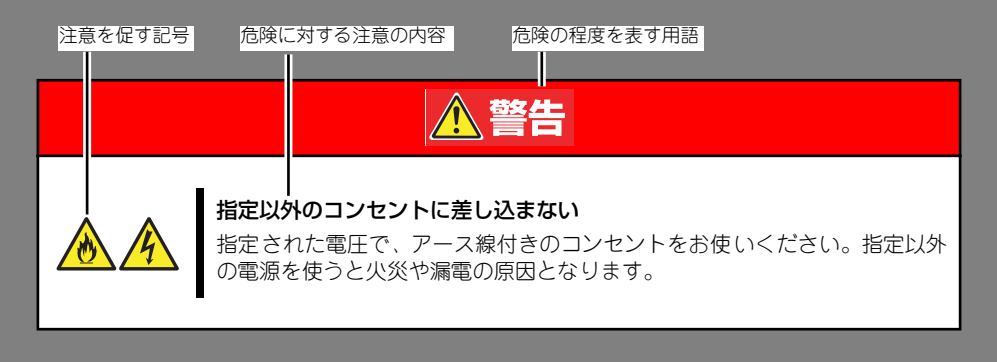 注意を促す記号
危険に対する注意の内容
危険の程度を表す用語
警告
指定以外のコンセントに差し込まない
指定された電圧で、アース線付きのコンセントをお使いください。指定以外
の電源を使うと火災や漏電の原因となります。